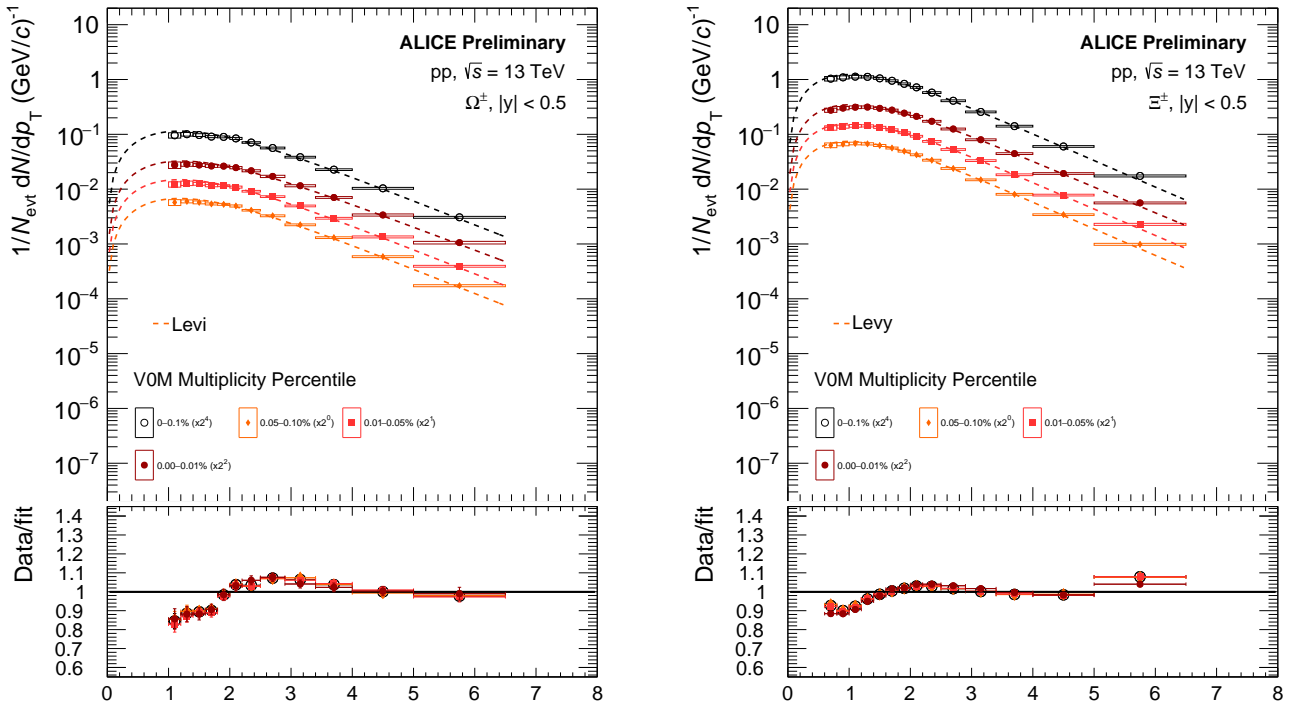 10
1
10⁻¹
10⁻²
10⁻³
10⁻⁴
10⁻⁵
10⁻⁶
10⁻⁷
1/N_evt dN/dp_T (GeV/c)⁻¹
ALICE Preliminary
pp, √s = 13 TeV
Ω±, |y| < 0.5
Levi
V0M Multiplicity Percentile
0–0.1% (x2⁴)
0.05–0.10% (x2⁰)
0.01–0.05% (x2¹)
0.00–0.01% (x2²)
Data/fit
1.4
1.3
1.2
1.1
1
0.9
0.8
0.7
0.6
0 1 2 3 4 5 6 7 8
10
1
10⁻¹
10⁻²
10⁻³
10⁻⁴
10⁻⁵
10⁻⁶
10⁻⁷
1/N_evt dN/dp_T (GeV/c)⁻¹
ALICE Preliminary
pp, √s = 13 TeV
Ξ±, |y| < 0.5
Levy
V0M Multiplicity Percentile
0–0.1% (x2⁴)
0.05–0.10% (x2⁰)
0.01–0.05% (x2¹)
0.00–0.01% (x2²)
Data/fit
1.4
1.3
1.2
1.1
1
0.9
0.8
0.7
0.6
0 1 2 3 4 5 6 7 8